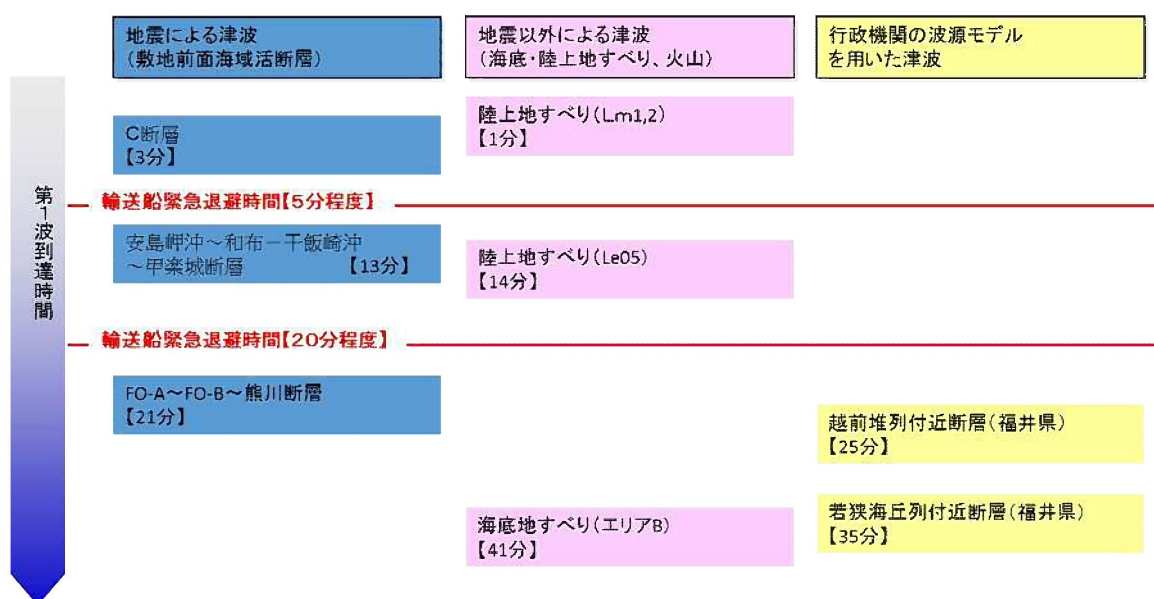 地震による津波
(敷地前面海域活断層)
地震以外による津波
(海底・陸上地すべり、火山)
行政機関の波源モデル
を用いた津波
第1波到達時間
C断層
【3分】
陸上地すべり(Lm1,2)
【1分】
輸送船緊急退避時間【5分程度】
安島岬沖～和布－干飯崎沖
～甲楽城断層 【13分】
陸上地すべり(Le05)
【14分】
輸送船緊急退避時間【20分程度】
FO-A～FO-B～熊川断層
【21分】
越前堆列付近断層(福井県)
【25分】
海底地すべり(エリアB)
【41分】
若狭海丘列付近断層(福井県)
【35分】